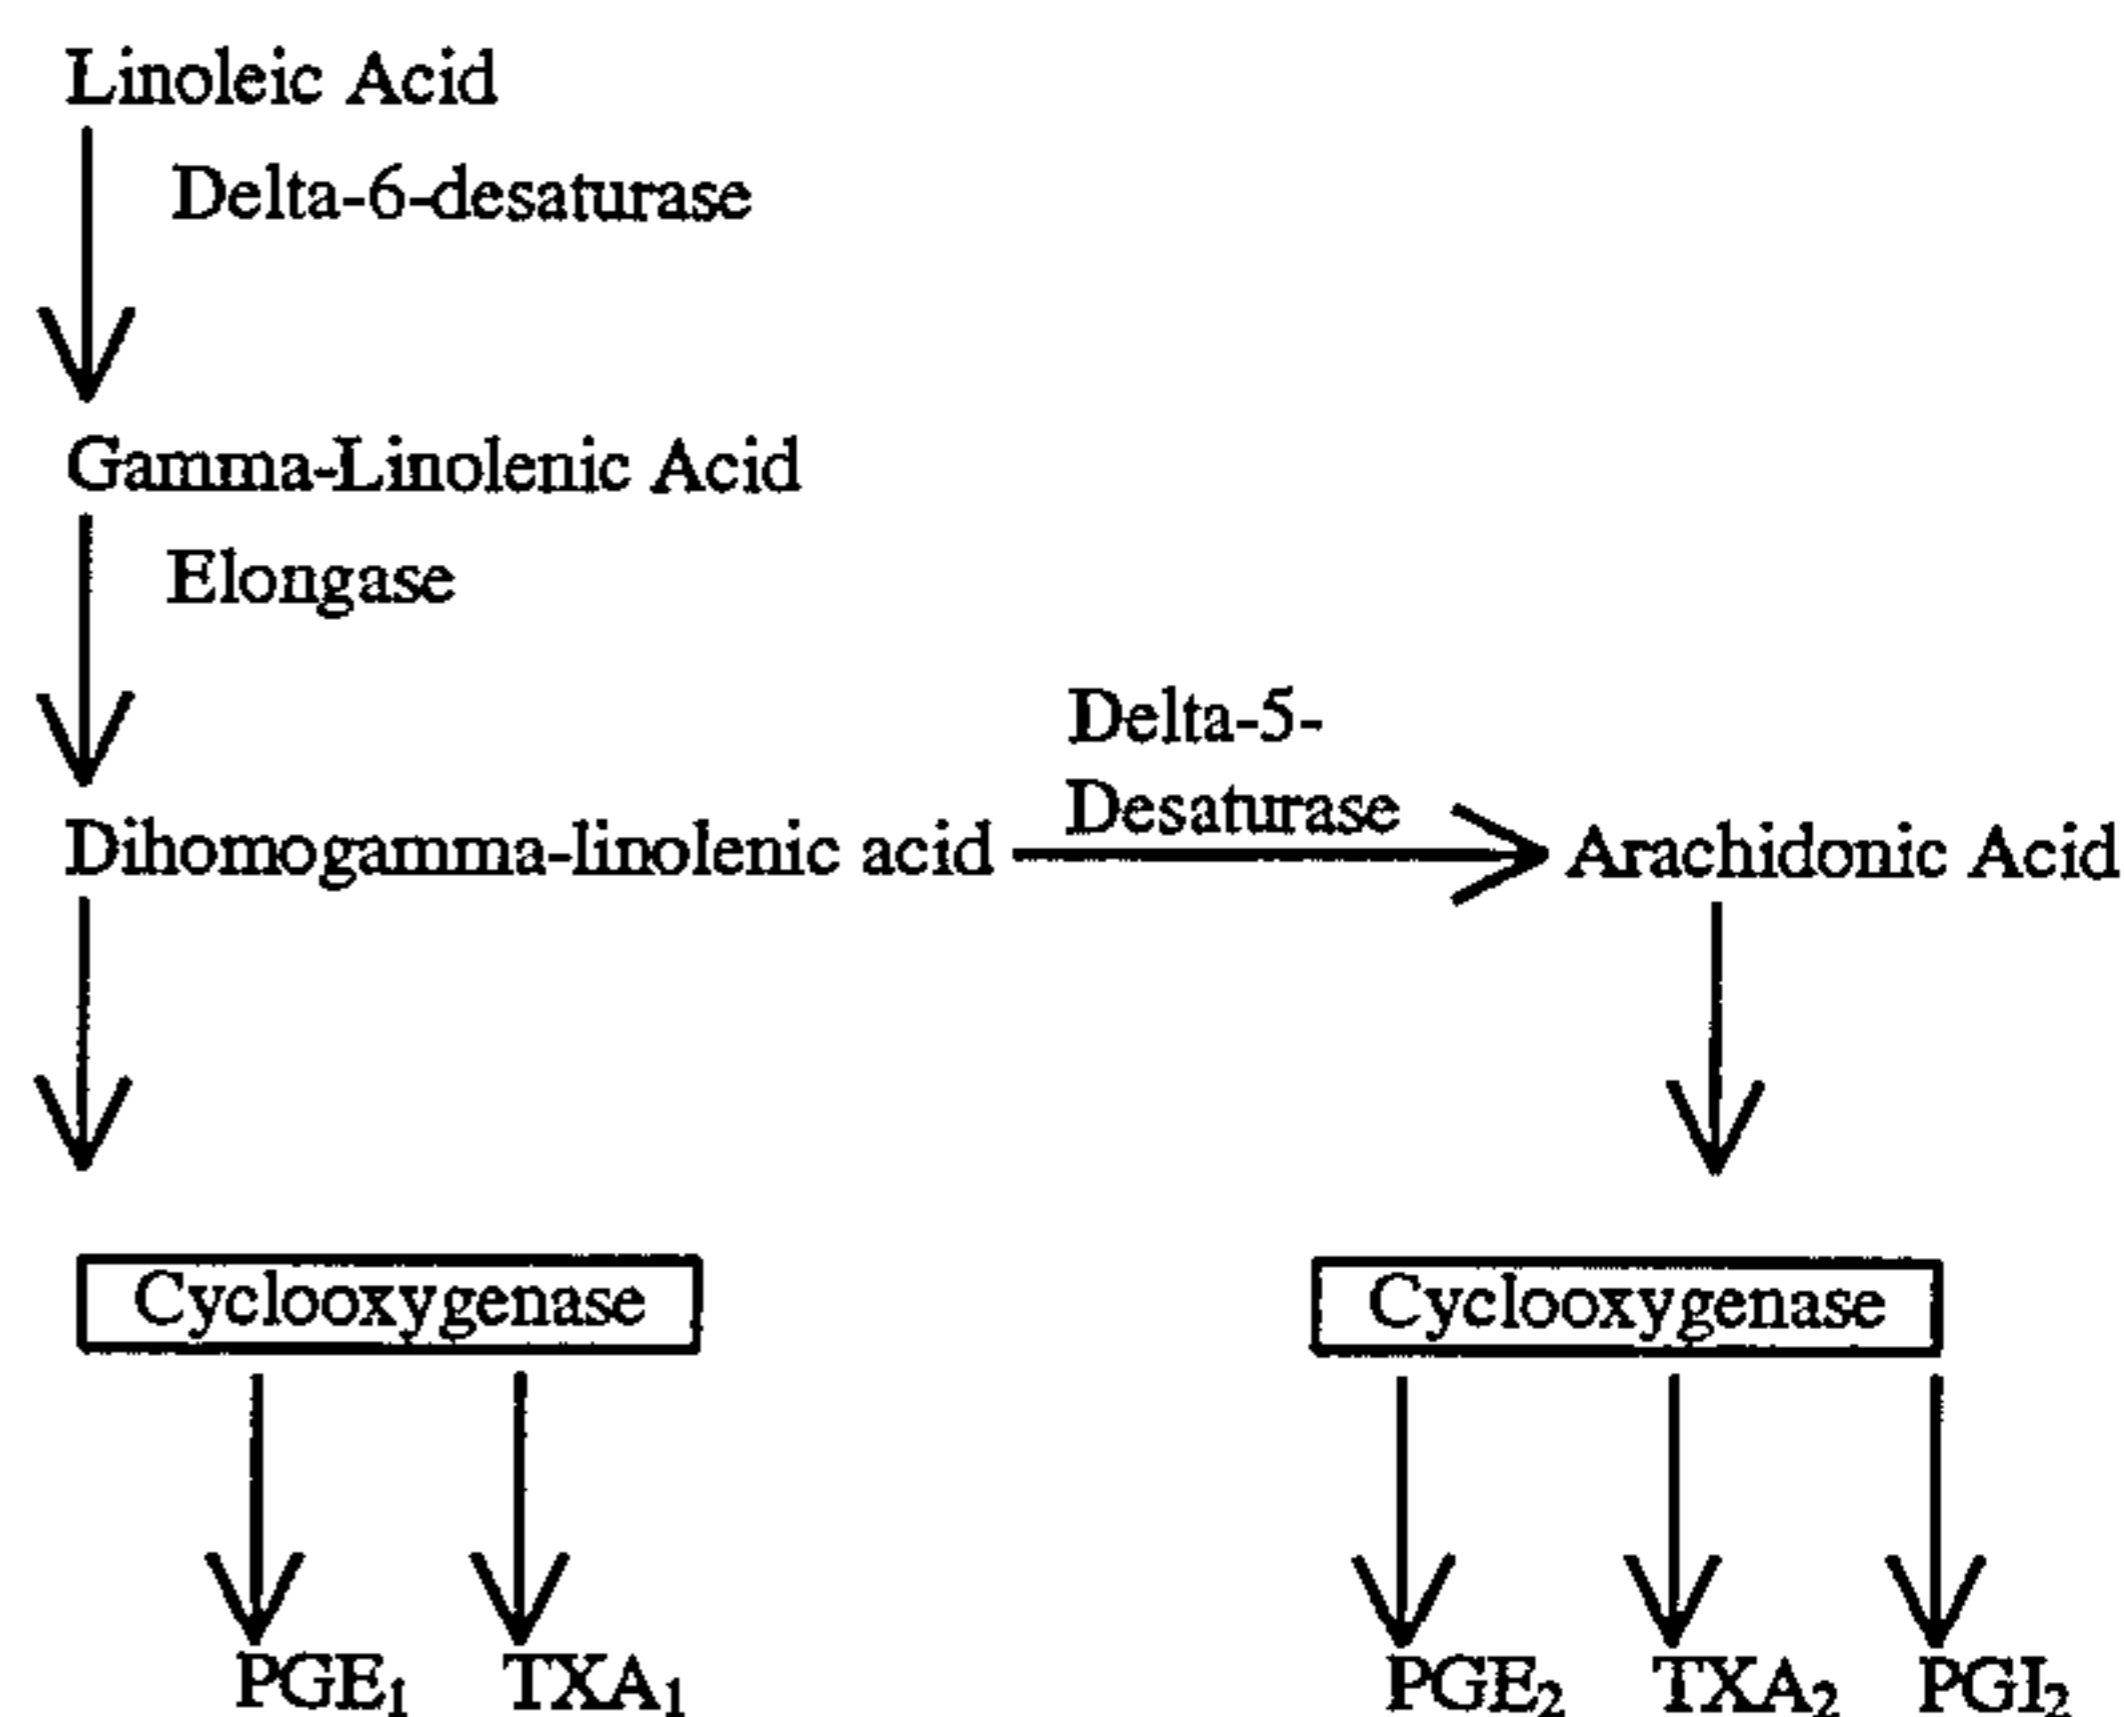 Linoleic Acid
Delta-6-desaturase
Gamma-Linolenic Acid
Elongase
Delta-5-
Desaturase
Dihomogamma-linolenic acid
Arachidonic Acid
Cyclooxygenase
Cyclooxygenase
PGE₁ TXA₁
PGE₂ TXA₂ PGI₂